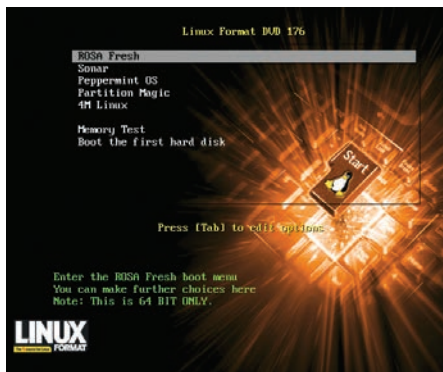 Linux Format DVD 176
ROSA Fresh
Sonar
Peppermint OS
Partition Magic
4M Linux
Memory Test
Boot the first hard disk
Start
Press [Tab] to edit options
Enter the ROSA Fresh boot menu
You can make further choices here
Note: This is 64 BIT ONLY.
LINUX
FORMAT